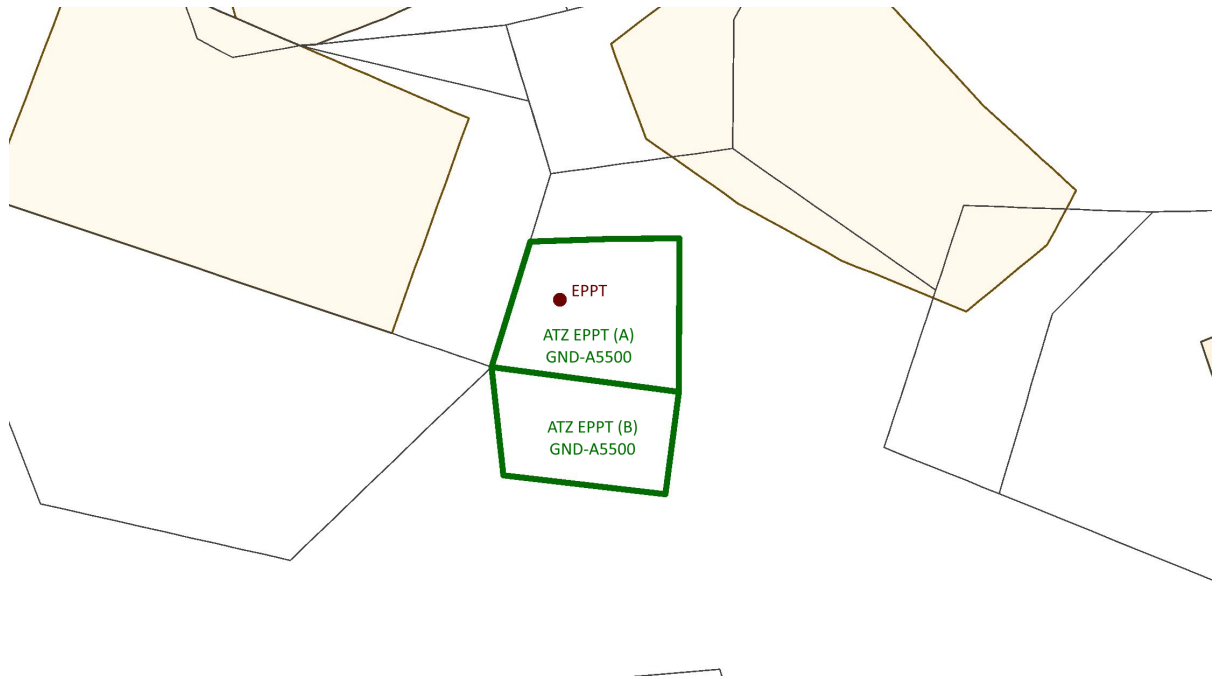 EPPT
ATZ EPPT (A)
GND-A5500
ATZ EPPT (B)
GND-A5500